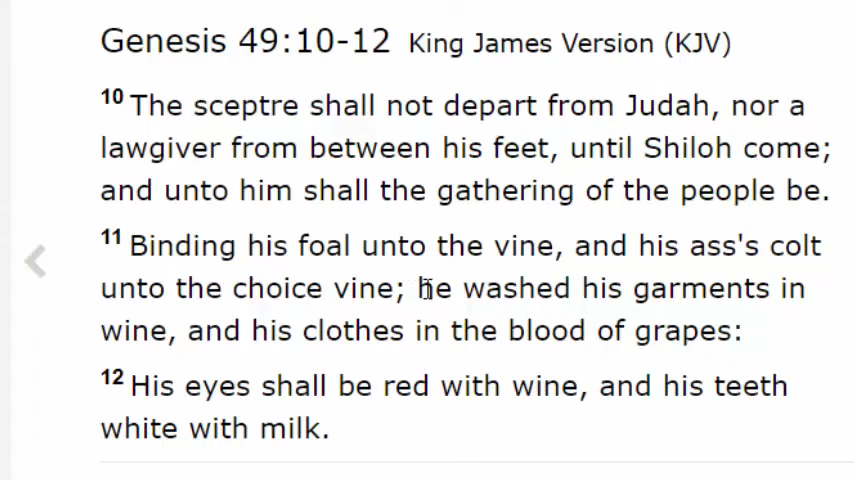 Genesis 49:10-12 King James Version (KJV)
10 The sceptre shall not depart from Judah, nor a
lawgiver from between his feet, until Shiloh come;
and unto him shall the gathering of the people be.
11 Binding his foal unto the vine, and his ass's colt
unto the choice vine; he washed his garments in
wine, and his clothes in the blood of grapes:
12 His eyes shall be red with wine, and his teeth
white with milk.